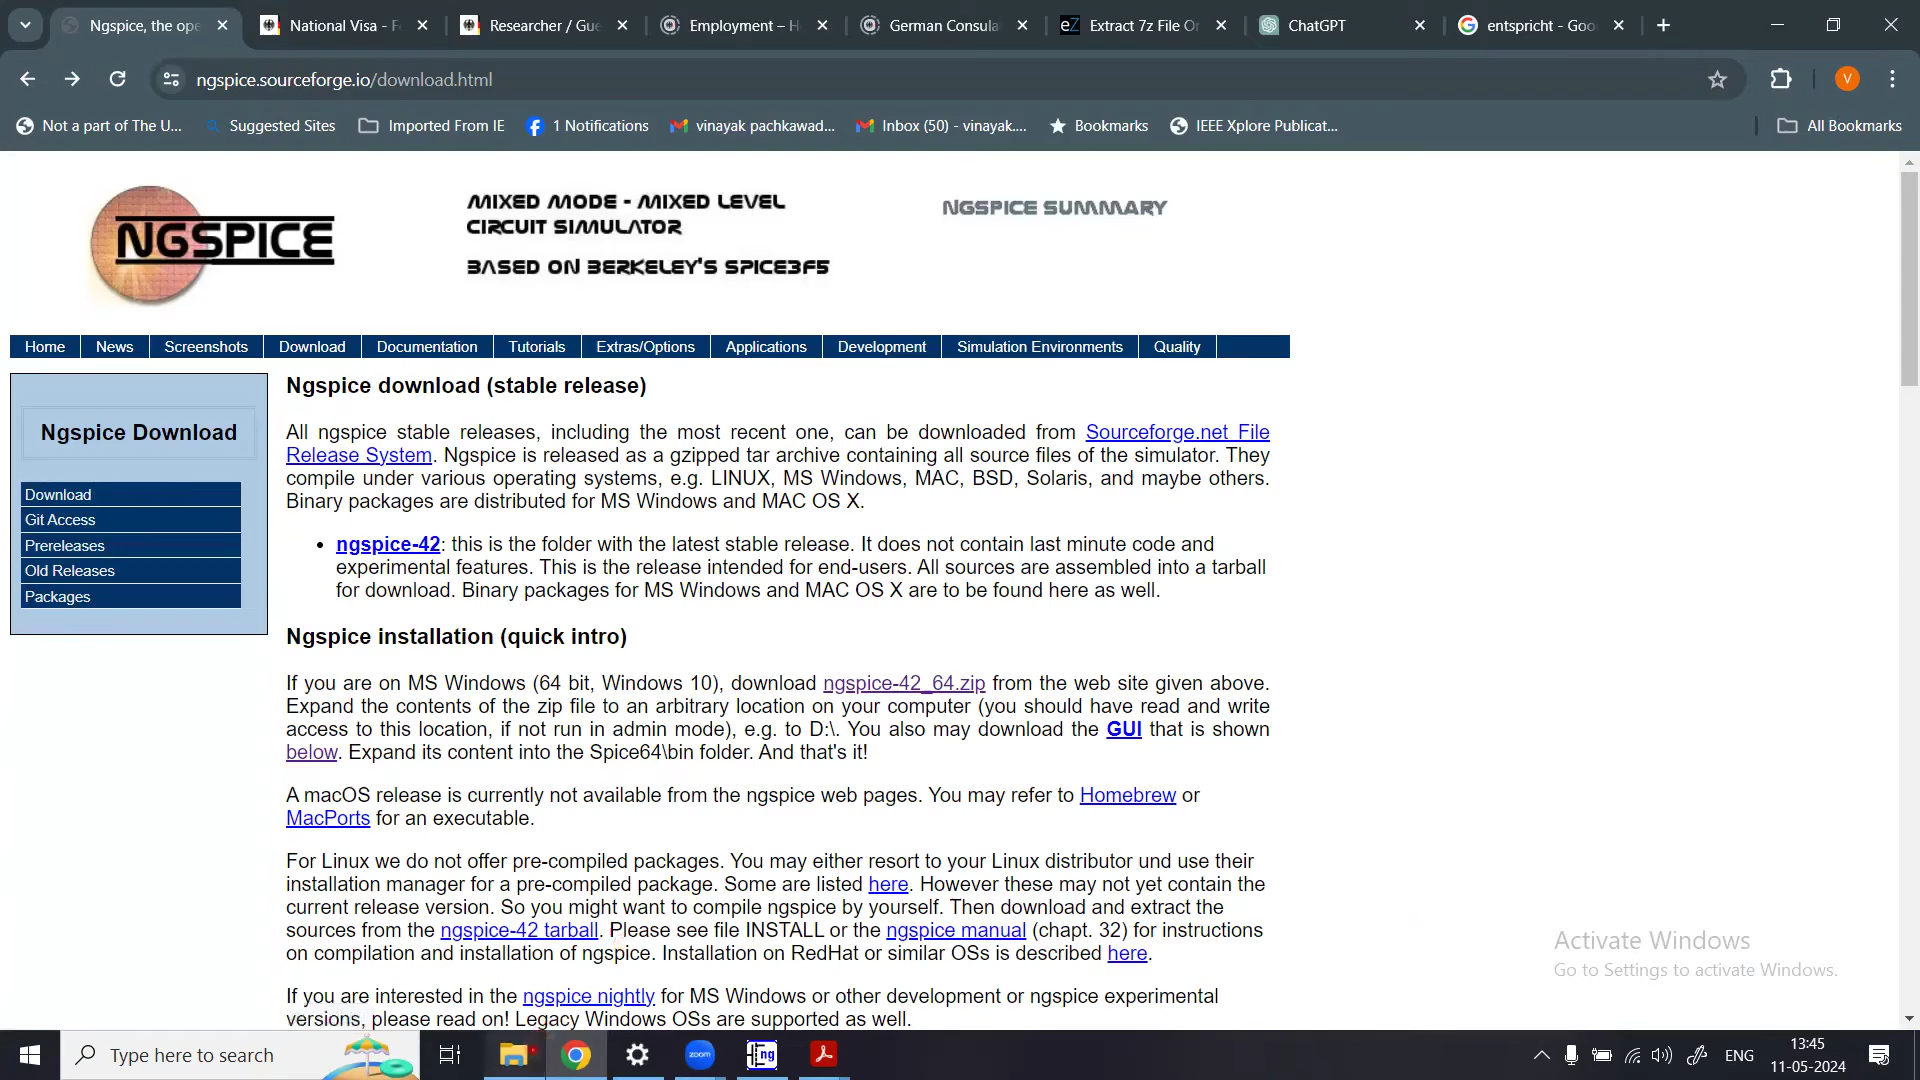 Ngspice, the ope
National Visa - F
Researcher / Gue
Employment – H
German Consula
eZ Extract 7z File O
ChatGPT
entspricht - Goo
ngspice.sourceforge.io/download.html
V
Not a part of The U...
Suggested Sites
Imported From IE
1 Notifications
vinayak pachkawad...
Inbox (50) - vinayak....
Bookmarks
IEEE Xplore Publicat...
All Bookmarks
NGSPICE
MIXED MODE - MIXED LEVEL
CIRCUIT SIMULATOR
BASED ON BERKELEY'S SPICE3F5
NGSPICE SUMMARY
Home News Screenshots Download Documentation Tutorials Extras/Options Applications Development Simulation Environments Quality
Ngspice Download
Download
Git Access
Prereleases
Old Releases
Packages
Ngspice download (stable release)
All ngspice stable releases, including the most recent one, can be downloaded from Sourceforge.net File
Release System. Ngspice is released as a gzipped tar archive containing all source files of the simulator. They
compile under various operating systems, e.g. LINUX, MS Windows, MAC, BSD, Solaris, and maybe others.
Binary packages are distributed for MS Windows and MAC OS X.
• ngspice-42: this is the folder with the latest stable release. It does not contain last minute code and
experimental features. This is the release intended for end-users. All sources are assembled into a tarball
for download. Binary packages for MS Windows and MAC OS X are to be found here as well.
Ngspice installation (quick intro)
If you are on MS Windows (64 bit, Windows 10), download ngspice-42_64.zip from the web site given above.
Expand the contents of the zip file to an arbitrary location on your computer (you should have read and write
access to this location, if not run in admin mode), e.g. to D:\. You also may download the GUI that is shown
below. Expand its content into the Spice64\bin folder. And that's it!
A macOS release is currently not available from the ngspice web pages. You may refer to Homebrew or
MacPorts for an executable.
For Linux we do not offer pre-compiled packages. You may either resort to your Linux distributor und use their
installation manager for a pre-compiled package. Some are listed here. However these may not yet contain the
current release version. So you might want to compile ngspice by yourself. Then download and extract the
sources from the ngspice-42 tarball. Please see file INSTALL or the ngspice manual (chapt. 32) for instructions
on compilation and installation of ngspice. Installation on RedHat or similar OSs is described here.
If you are interested in the ngspice nightly for MS Windows or other development or ngspice experimental
versions, please read on! Legacy Windows OSs are supported as well.
Activate Windows
Go to Settings to activate Windows.
Type here to search
zoom
ng
ENG
13:45
11-05-2024